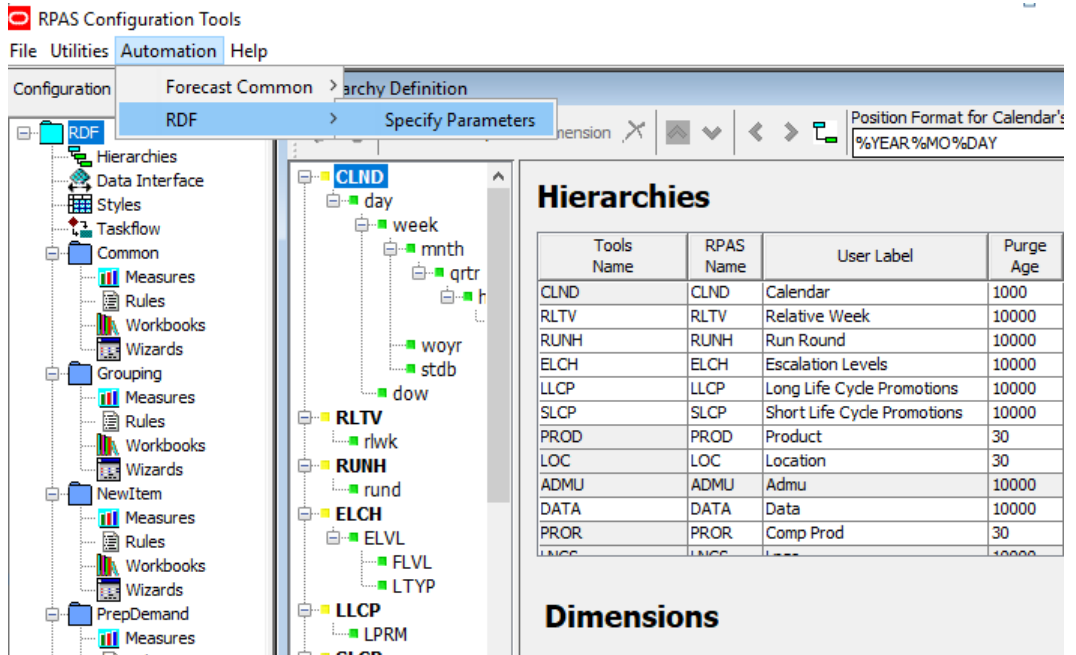 RPAS Configuration Tools
File Utilities Automation Help
Configuration
Forecast Common
RDF
Specify Parameters
archy Definition
mension
Position Format for Calendar's
%YEAR%MO%DAY
RDF
Hierarchies
Data Interface
Styles
Taskflow
Common
Measures
Rules
Workbooks
Wizards
Grouping
Measures
Rules
Workbooks
Wizards
NewItem
Measures
Rules
Workbooks
Wizards
PrepDemand
Measures
CLND
day
week
mnth
qrtr
h
woyr
stdb
dow
RLTV
rlwk
RUNH
rund
ELCH
ELVL
FLVL
LTYP
LLCP
LPRM
Hierarchies
Tools Name RPAS Name User Label Purge Age
CLND CLND Calendar 1000
RLTV RLTV Relative Week 10000
RUNH RUNH Run Round 10000
ELCH ELCH Escalation Levels 10000
LLCP LLCP Long Life Cycle Promotions 10000
SLCP SLCP Short Life Cycle Promotions 10000
PROD PROD Product 30
LOC LOC Location 30
ADMU ADMU Admu 10000
DATA DATA Data 10000
PROR PROR Comp Prod 30
Dimensions